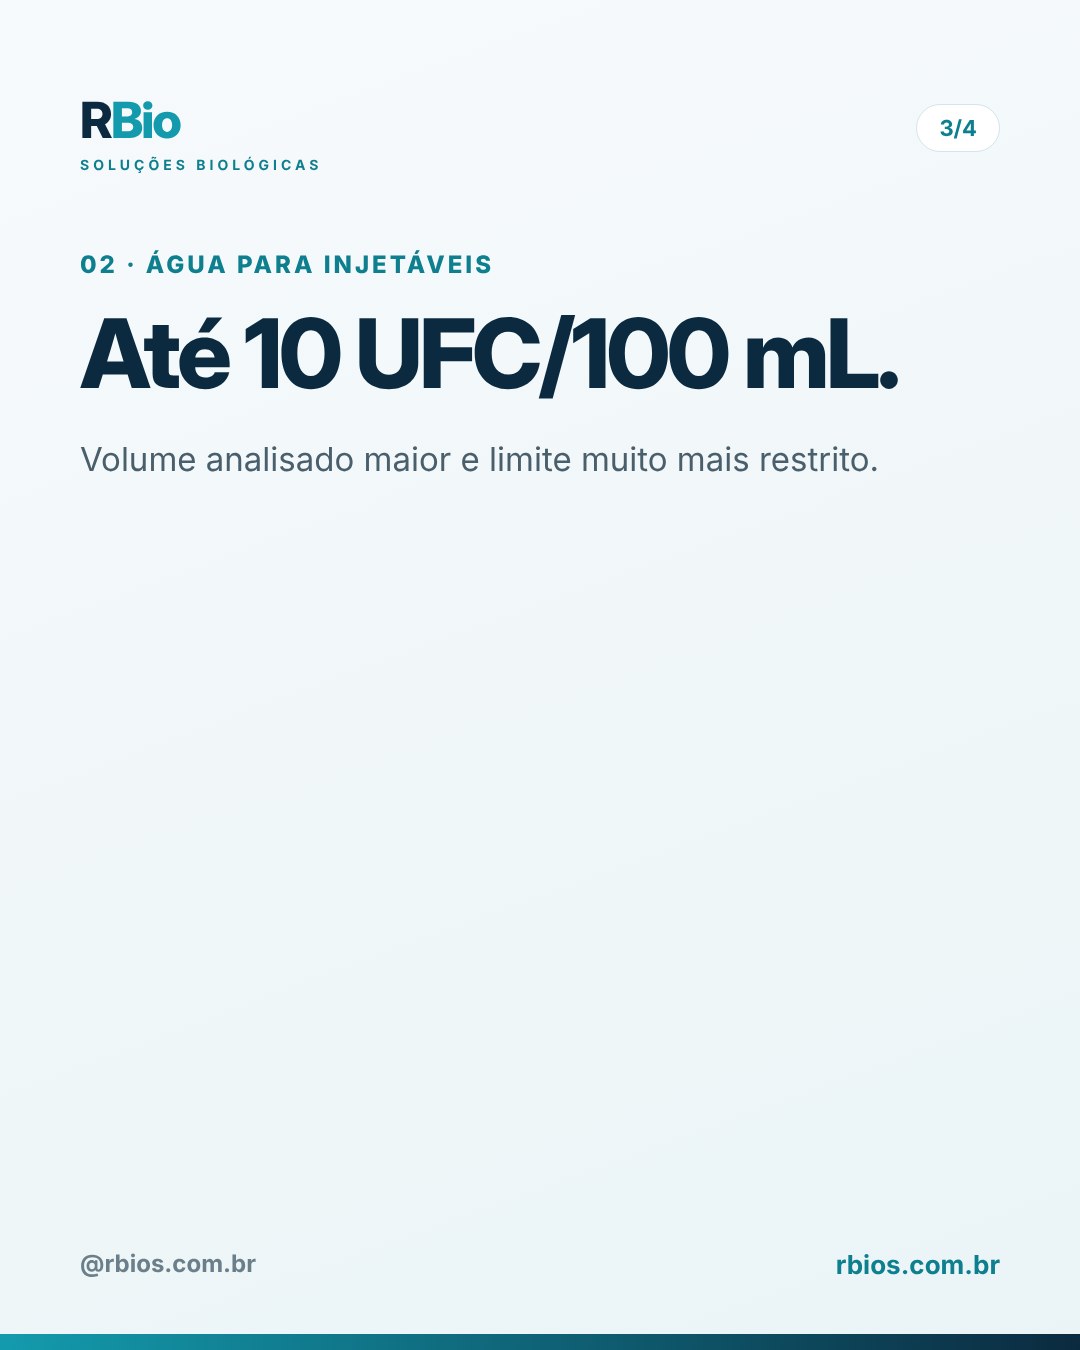 RBio
SOLUÇÕES BIOLÓGICAS
3/4
02 · ÁGUA PARA INJETÁVEIS
Até 10 UFC/100 mL.
Volume analisado maior e limite muito mais restrito.
@rbios.com.br
rbios.com.br